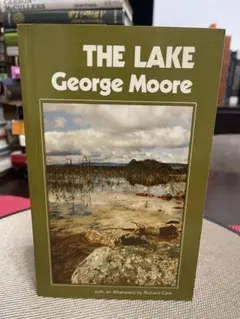 THE LAKE
George Moore
with an Afterword by Richard Cave